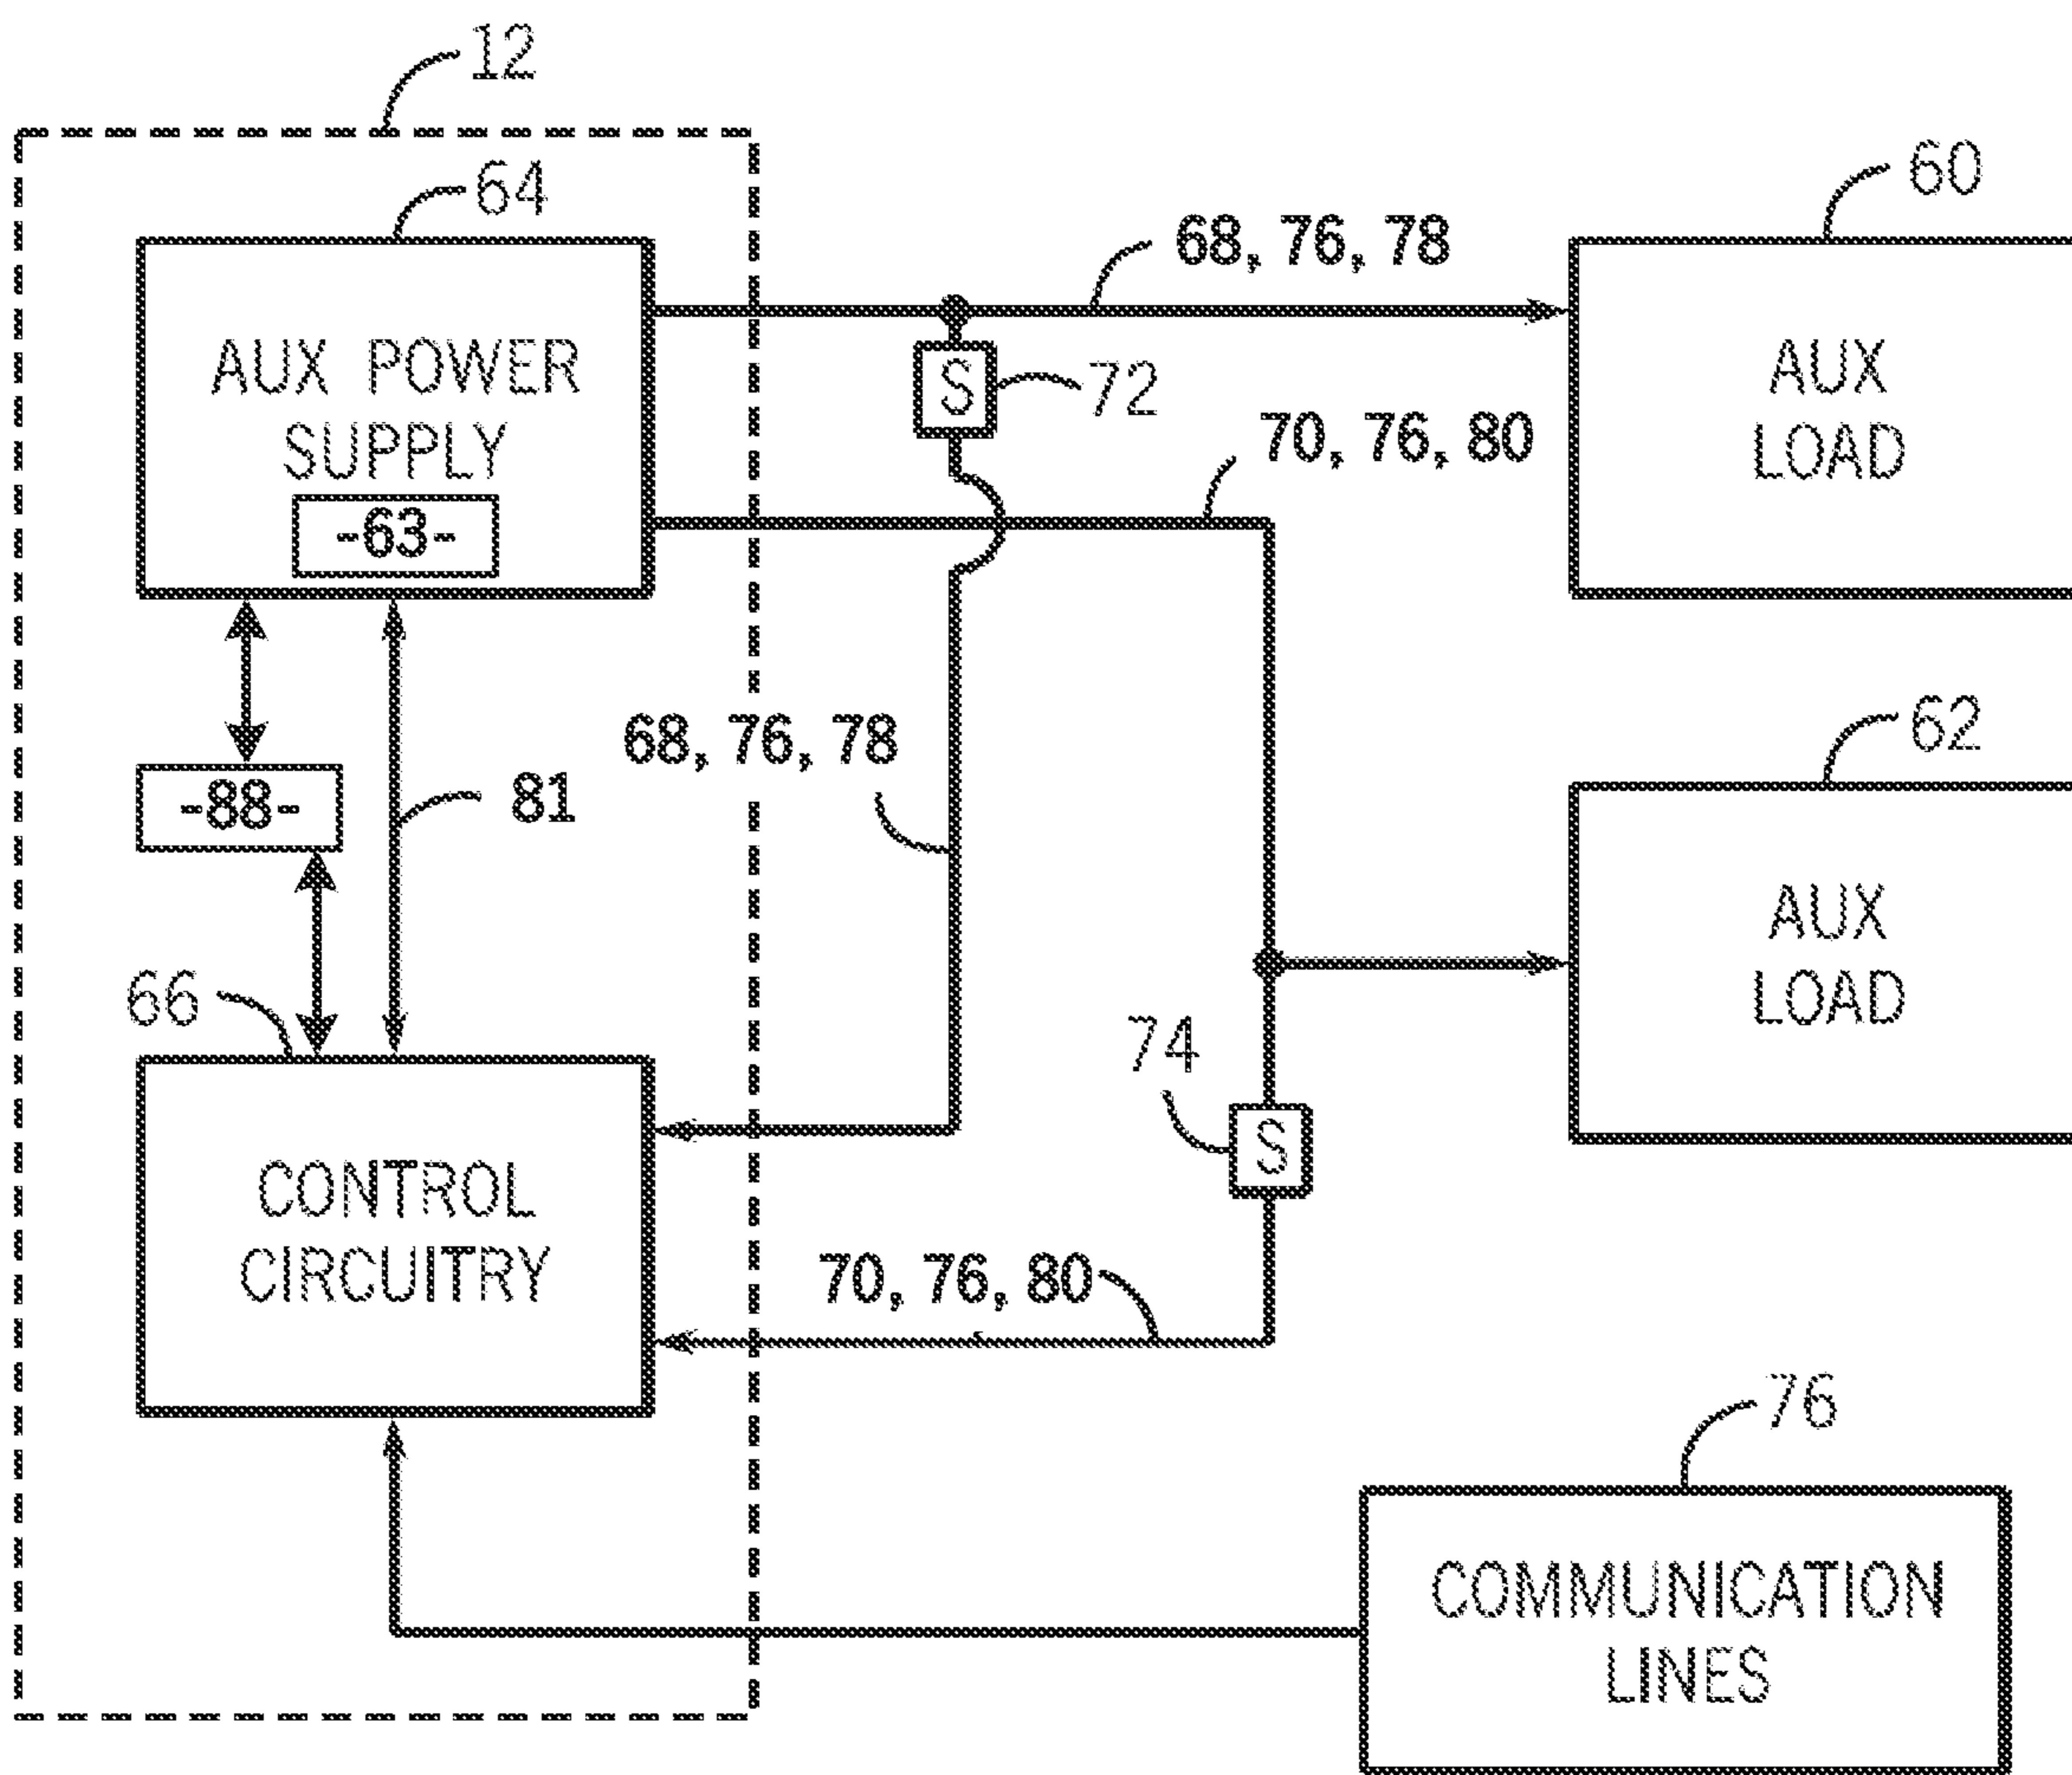 12
64
60
68, 76, 78
AUX POWER
SUPPLY
-63-
S
72
AUX
LOAD
70, 76, 80
62
68, 76, 78
-88-
81
AUX
LOAD
66
74
S
CONTROL
CIRCUITRY
70, 76, 80
76
COMMUNICATION
LINES